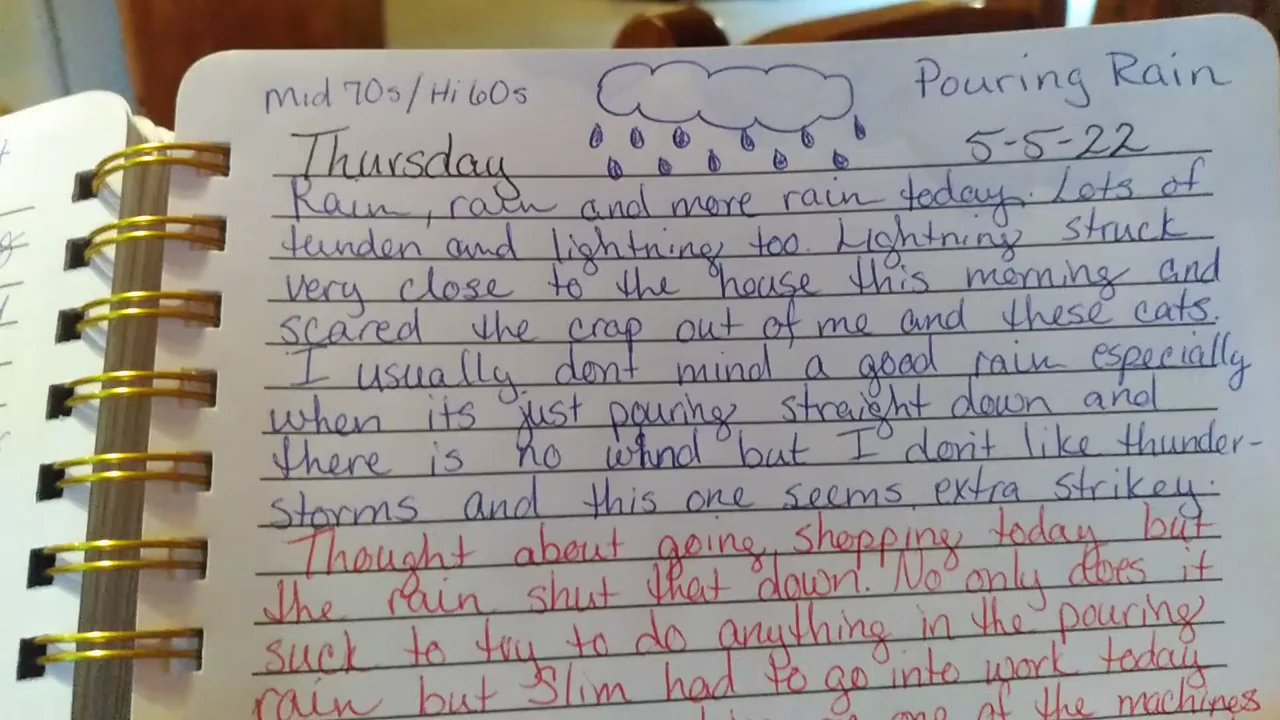 Mid 70s/Hi 60s
Pouring Rain
Thursday
5-5-22
Rain, rain and more rain today. Lots of
tunden and lightning too. Lightning struck
very close to the house this morning and
scared the crap out of me and these cats.
I usually dont mind a good rain especially
when its just pouring straight down and
there is no wind but I don't like thunder-
storms and this one seems extra strikey.
Thought about going shopping today but
the rain shut that down. No only does it
suck to try to do anything in the pouring
rain but Slim had to go into work today
one of the machines